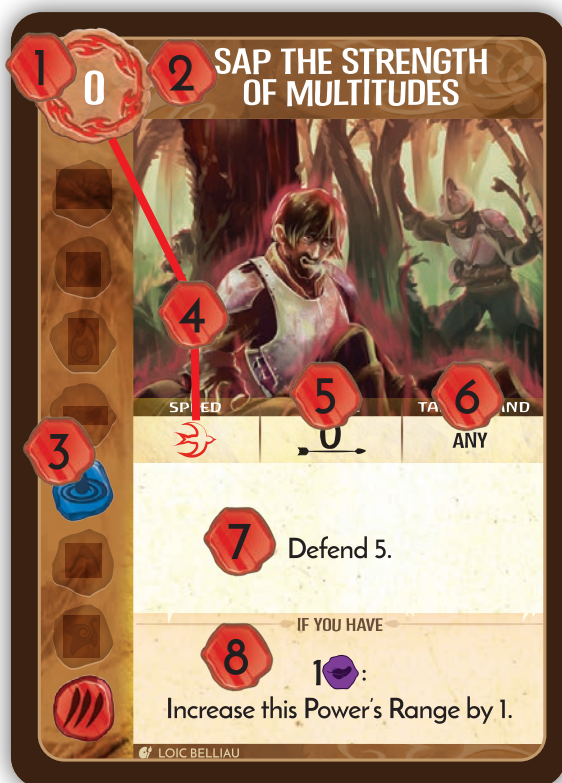 1
0
2
SAP THE STRENGTH
OF MULTITUDES
4
5
6
3
0
ANY
7
Defend 5.
IF YOU HAVE
8
1 :
Increase this Power's Range by 1.
LOIC BELLIAU